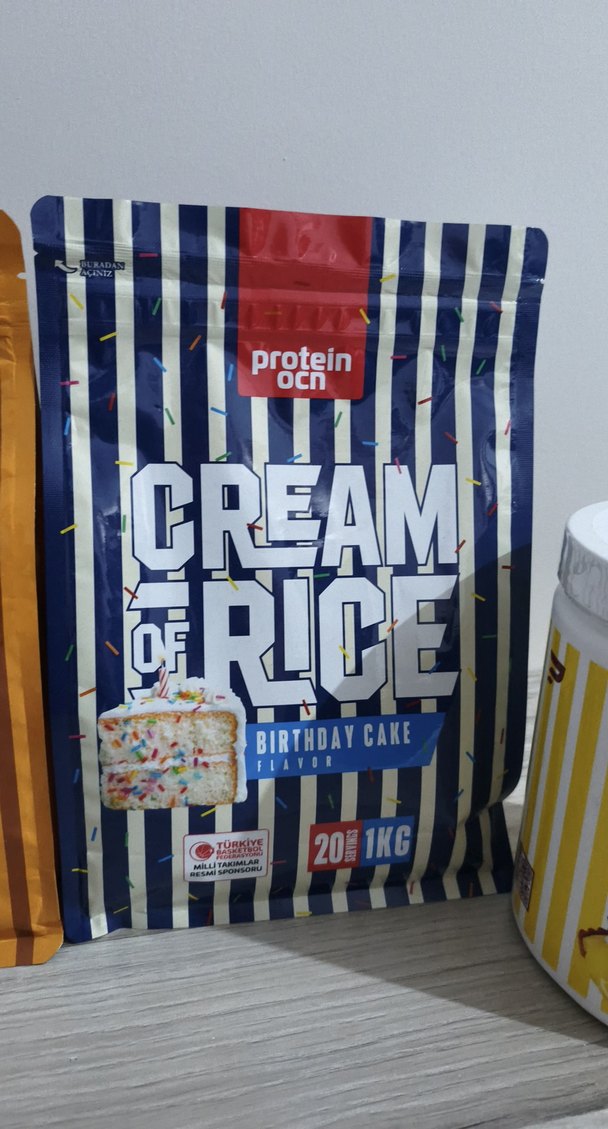 BURADAN
AÇINIZ
protein
ocn
CREAM
OF RICE
BIRTHDAY CAKE
FLAVOR
TÜRKİYE
BASKETBOL
FEDERASYONU
MİLLİ TAKIMLAR
RESMİ SPONSORU
20 SERVINGS 1KG